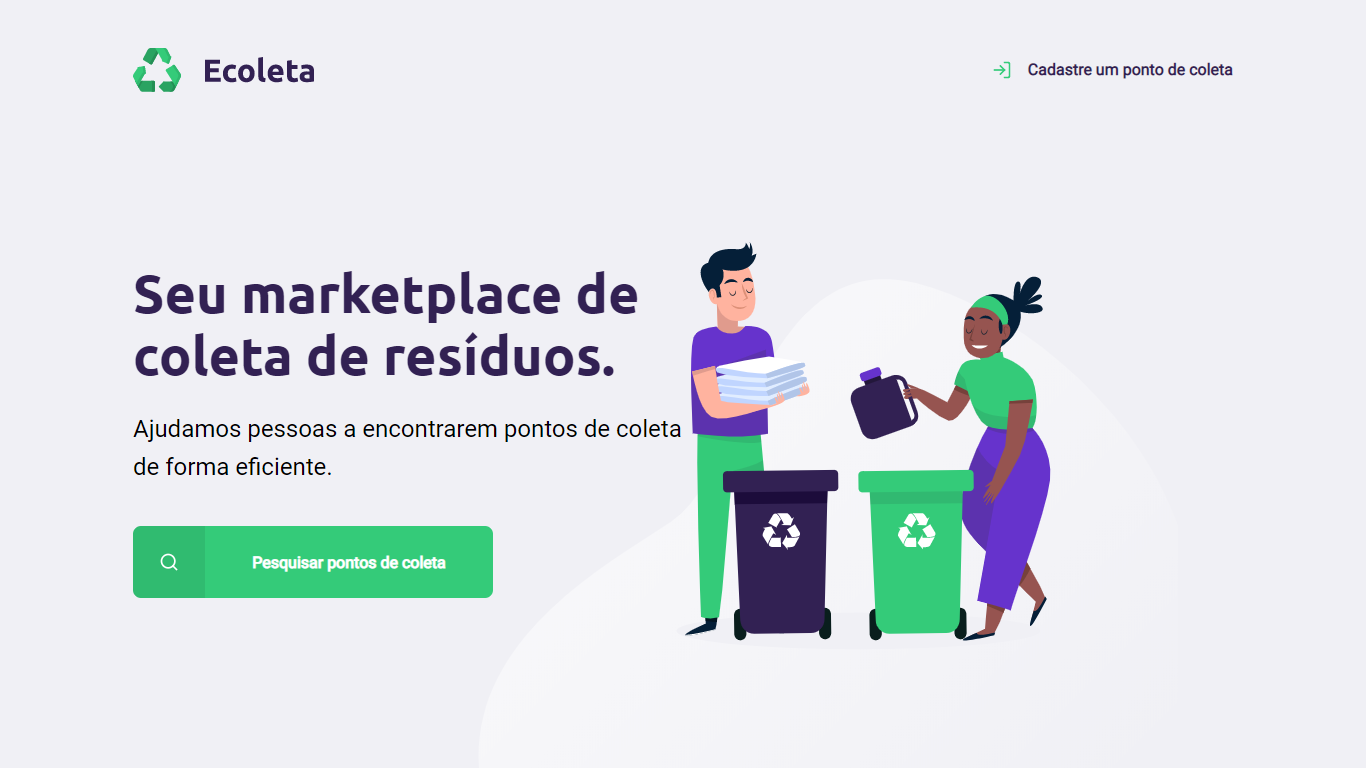 Ecoleta
Cadastre um ponto de coleta
Seu marketplace de
coleta de resíduos.
Ajudamos pessoas a encontrarem pontos de coleta
de forma eficiente.
Pesquisar pontos de coleta